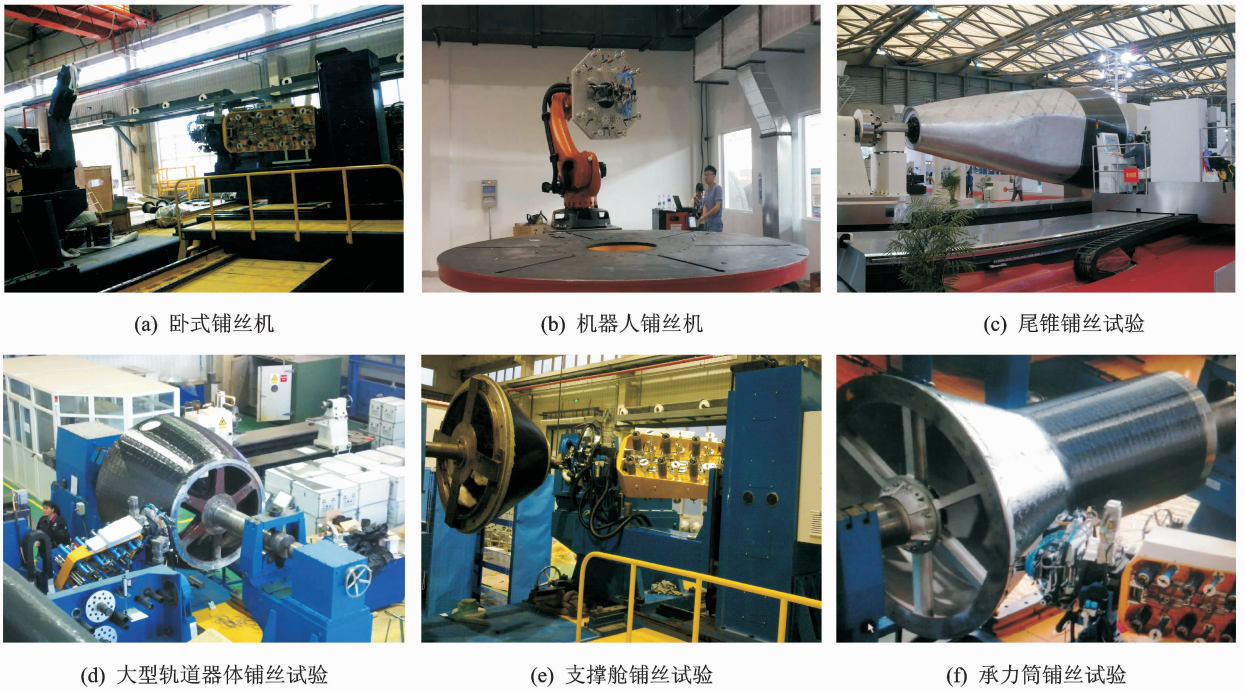 (a) 卧式铺丝机
(b) 机器人铺丝机
(c) 尾锥铺丝试验
(d) 大型轨道器体铺丝试验
(e) 支撑舱铺丝试验
(f) 承力筒铺丝试验